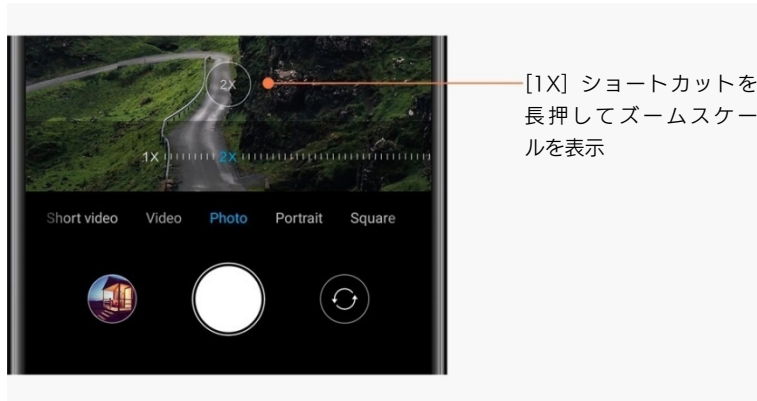 2X
[1X] ショートカットを
長押してズームスケー
ルを表示
1X 2X
Short video Video Photo Portrait Square